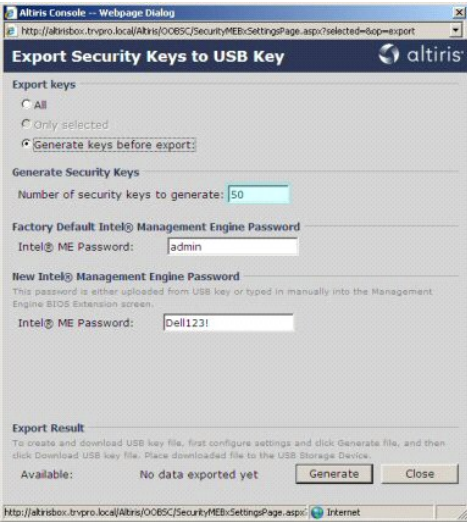 Altiris Console -- Webpage Dialog
http://altirisbox.trvpro.local/Altiris/OOBSC/SecurityMEBxSettingsPage.aspx?selected=&op=export
Export Security Keys to USB Key
altiris
Export keys
All
Only selected
Generate keys before export:
Generate Security Keys
Number of security keys to generate: 50
Factory Default Intel® Management Engine Password
Intel® ME Password: admin
New Intel® Management Engine Password
This password is either uploaded from USB key or typed in manually into the Management
Engine BIOS Extension screen.
Intel® ME Password: Dell123!
Export Result
To create and download USB key file, first configure settings and click Generate file, and then
click Download USB key file. Place downloaded file to the USB Storage Device.
Available: No data exported yet Generate Close
http://altirisbox.trvpro.local/Altiris/OOBSC/SecurityMEBxSettingsPage.aspx? Internet